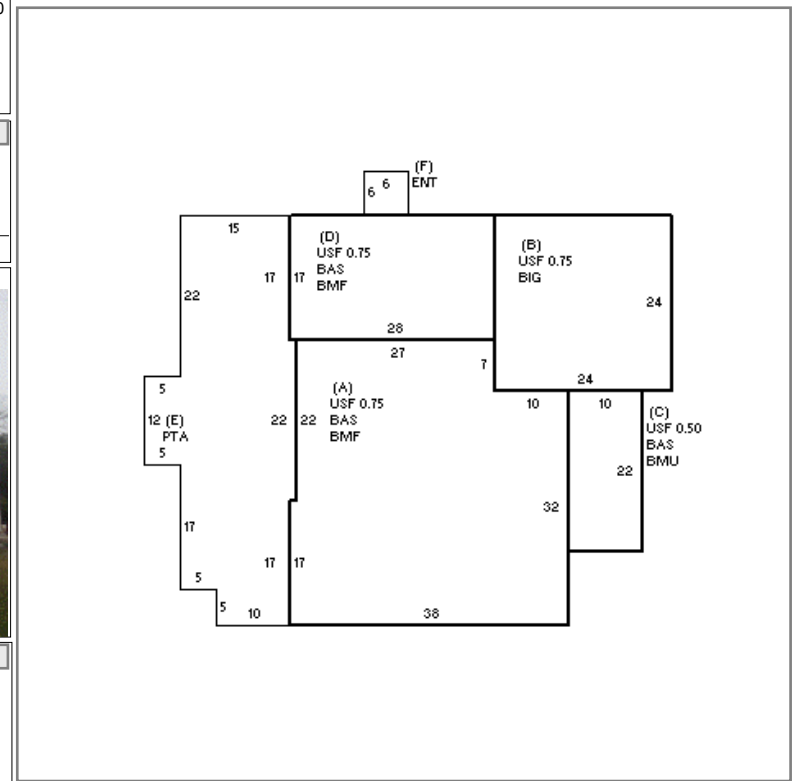 0
(F)
ENT
6
6
15
(D)
USF 0.75
BAS
BMF
(B)
USF 0.75
BIG
17
17
22
24
28
27
7
24
5
(A)
USF 0.75
BAS
BMF
10
10
(C)
USF 0.50
BAS
BMU
12
(E)
PTA
22
22
5
22
32
17
17
17
5
5
10
38